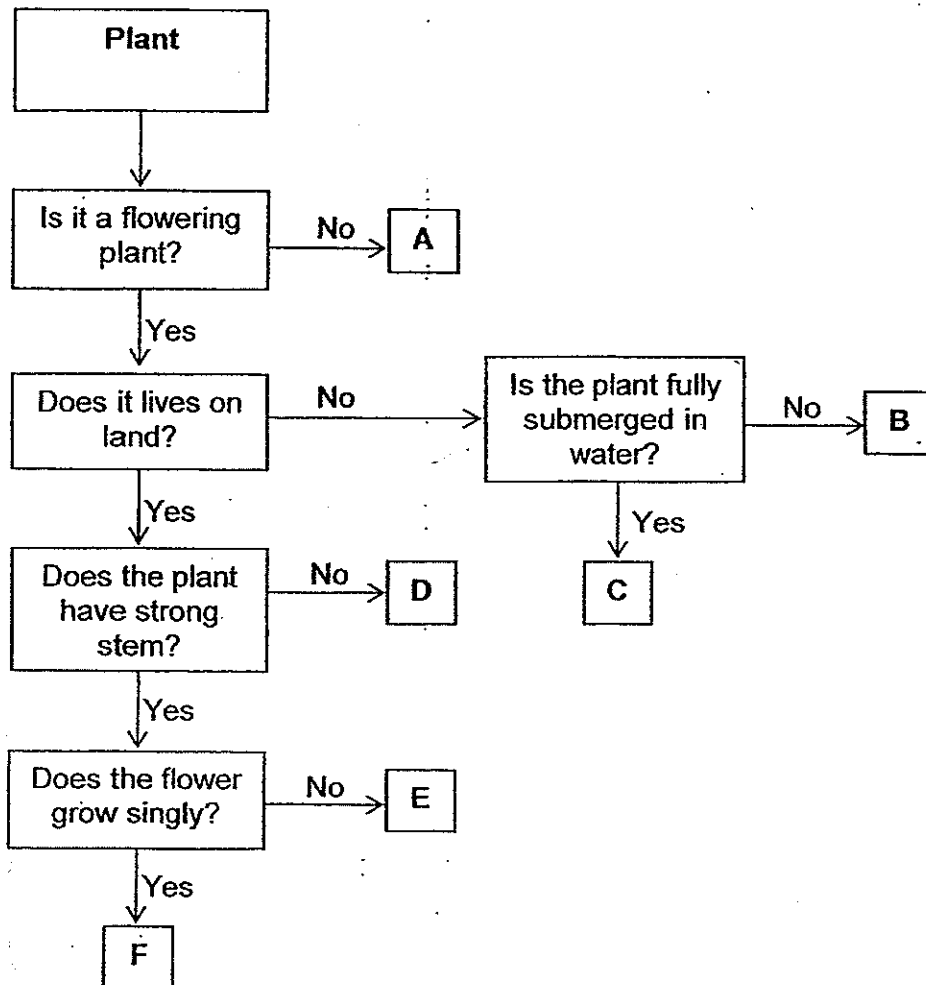 Plant
Is it a flowering
plant?
No
A
Yes
Does it lives on
land?
No
Is the plant fully
submerged in
water?
No
B
Yes
Yes
Does the plant
have strong
stem?
No
D
C
Yes
Does the flower
grow singly?
No
E
Yes
F